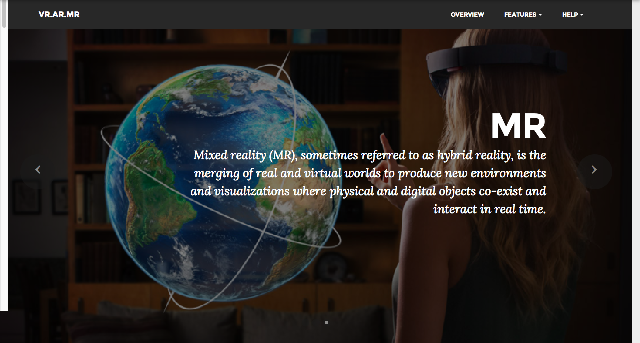 VR.AR.MR
OVERVIEW FEATURES HELP
MR
Mixed reality (MR), sometimes referred to as hybrid reality, is the
merging of real and virtual worlds to produce new environments
and visualizations where physical and digital objects co-exist and
interact in real time.